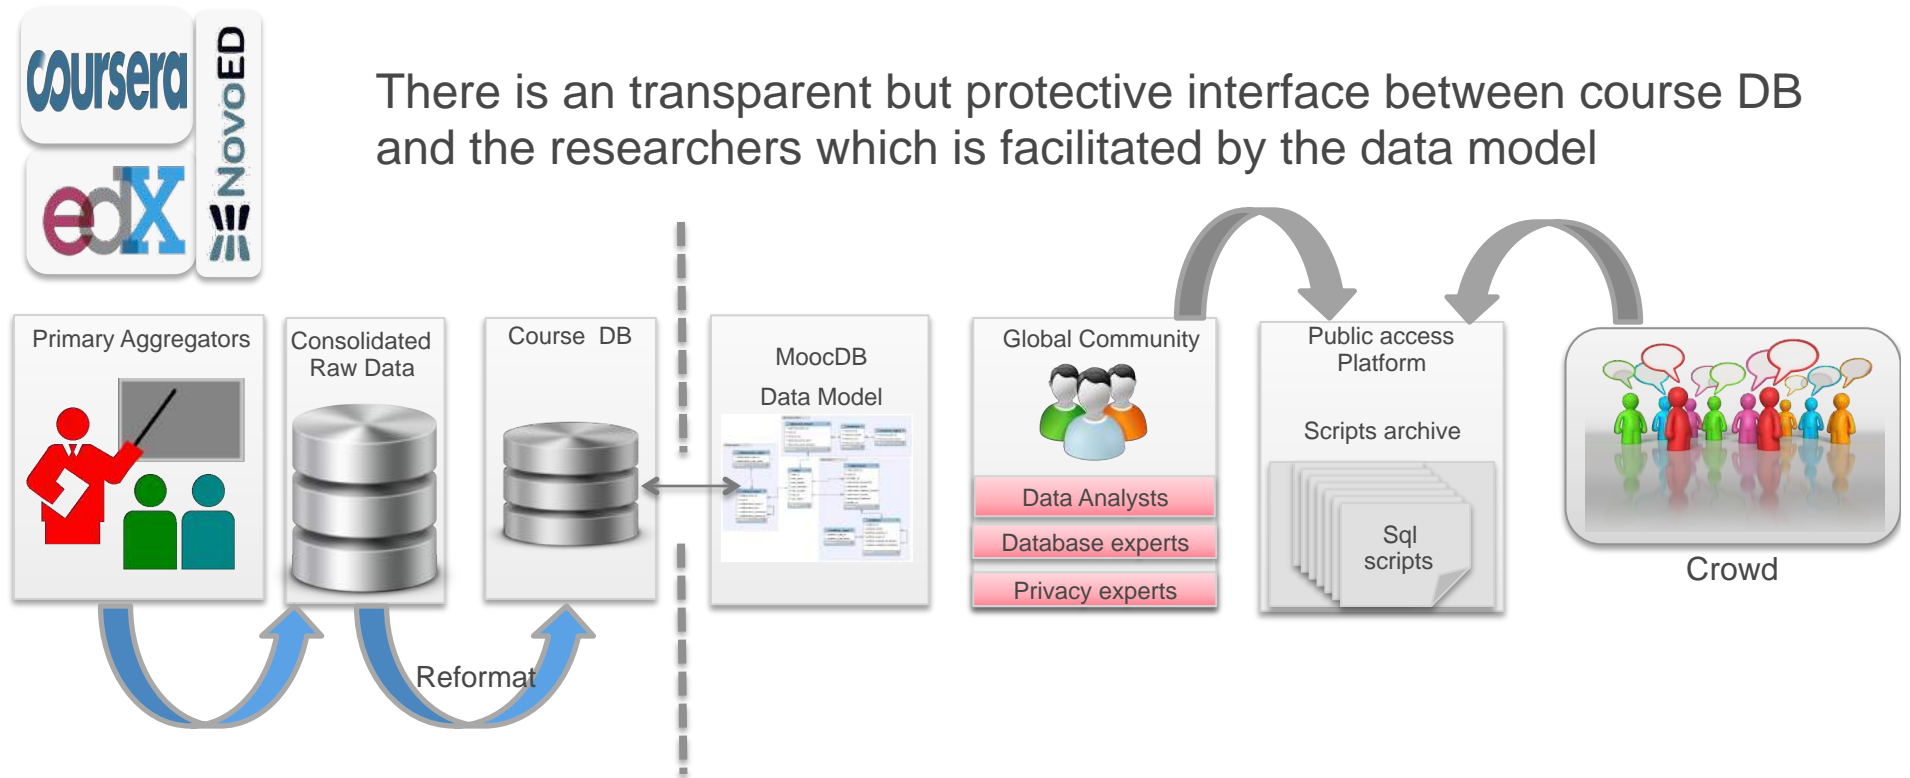 coursera
NOVOED
edX
There is an transparent but protective interface between course DB
and the researchers which is facilitated by the data model
Primary Aggregators
Consolidated
Raw Data
Course DB
MoocDB
Data Model
Global Community
Data Analysts
Database experts
Privacy experts
Public access
Platform
Scripts archive
Sql
scripts
Crowd
Reformat